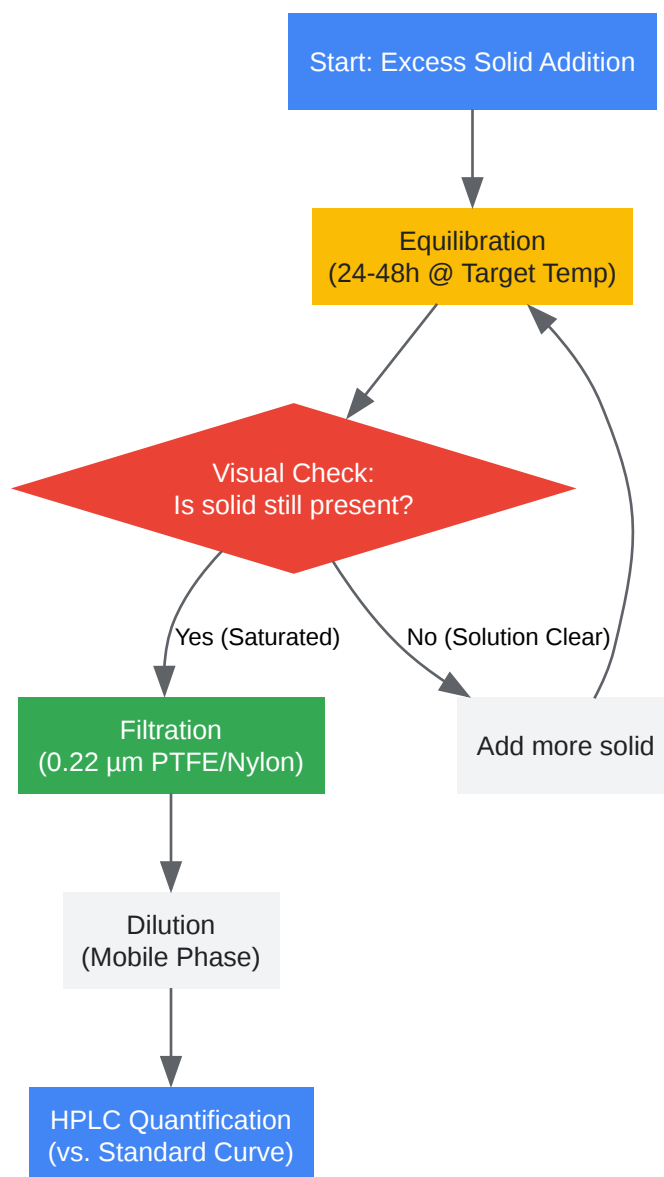 Start: Excess Solid Addition
Equilibration
(24-48h @ Target Temp)
Visual Check:
Is solid still present?
Yes (Saturated)
No (Solution Clear)
Filtration
(0.22 µm PTFE/Nylon)
Add more solid
Dilution
(Mobile Phase)
HPLC Quantification
(vs. Standard Curve)